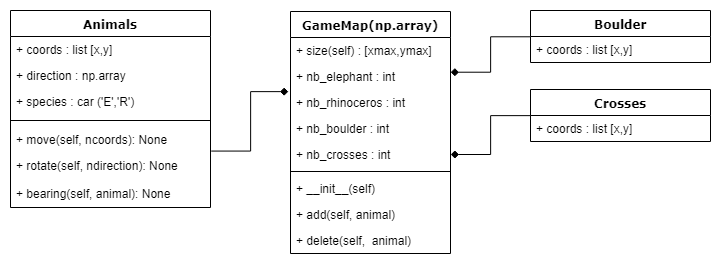 Animals
+ coords : list [x,y]
+ direction : np.array
+ species : car ('E','R')
+ move(self, ncoords): None
+ rotate(self, ndirection): None
+ bearing(self, animal): None
GameMap(np.array)
+ size(self) : [xmax,ymax]
+ nb_elephant : int
+ nb_rhinoceros : int
+ nb_boulder : int
+ nb_crosses : int
+ __init__(self)
+ add(self, animal)
+ delete(self,  animal)
Boulder
+ coords : list [x,y]
Crosses
+ coords : list [x,y]